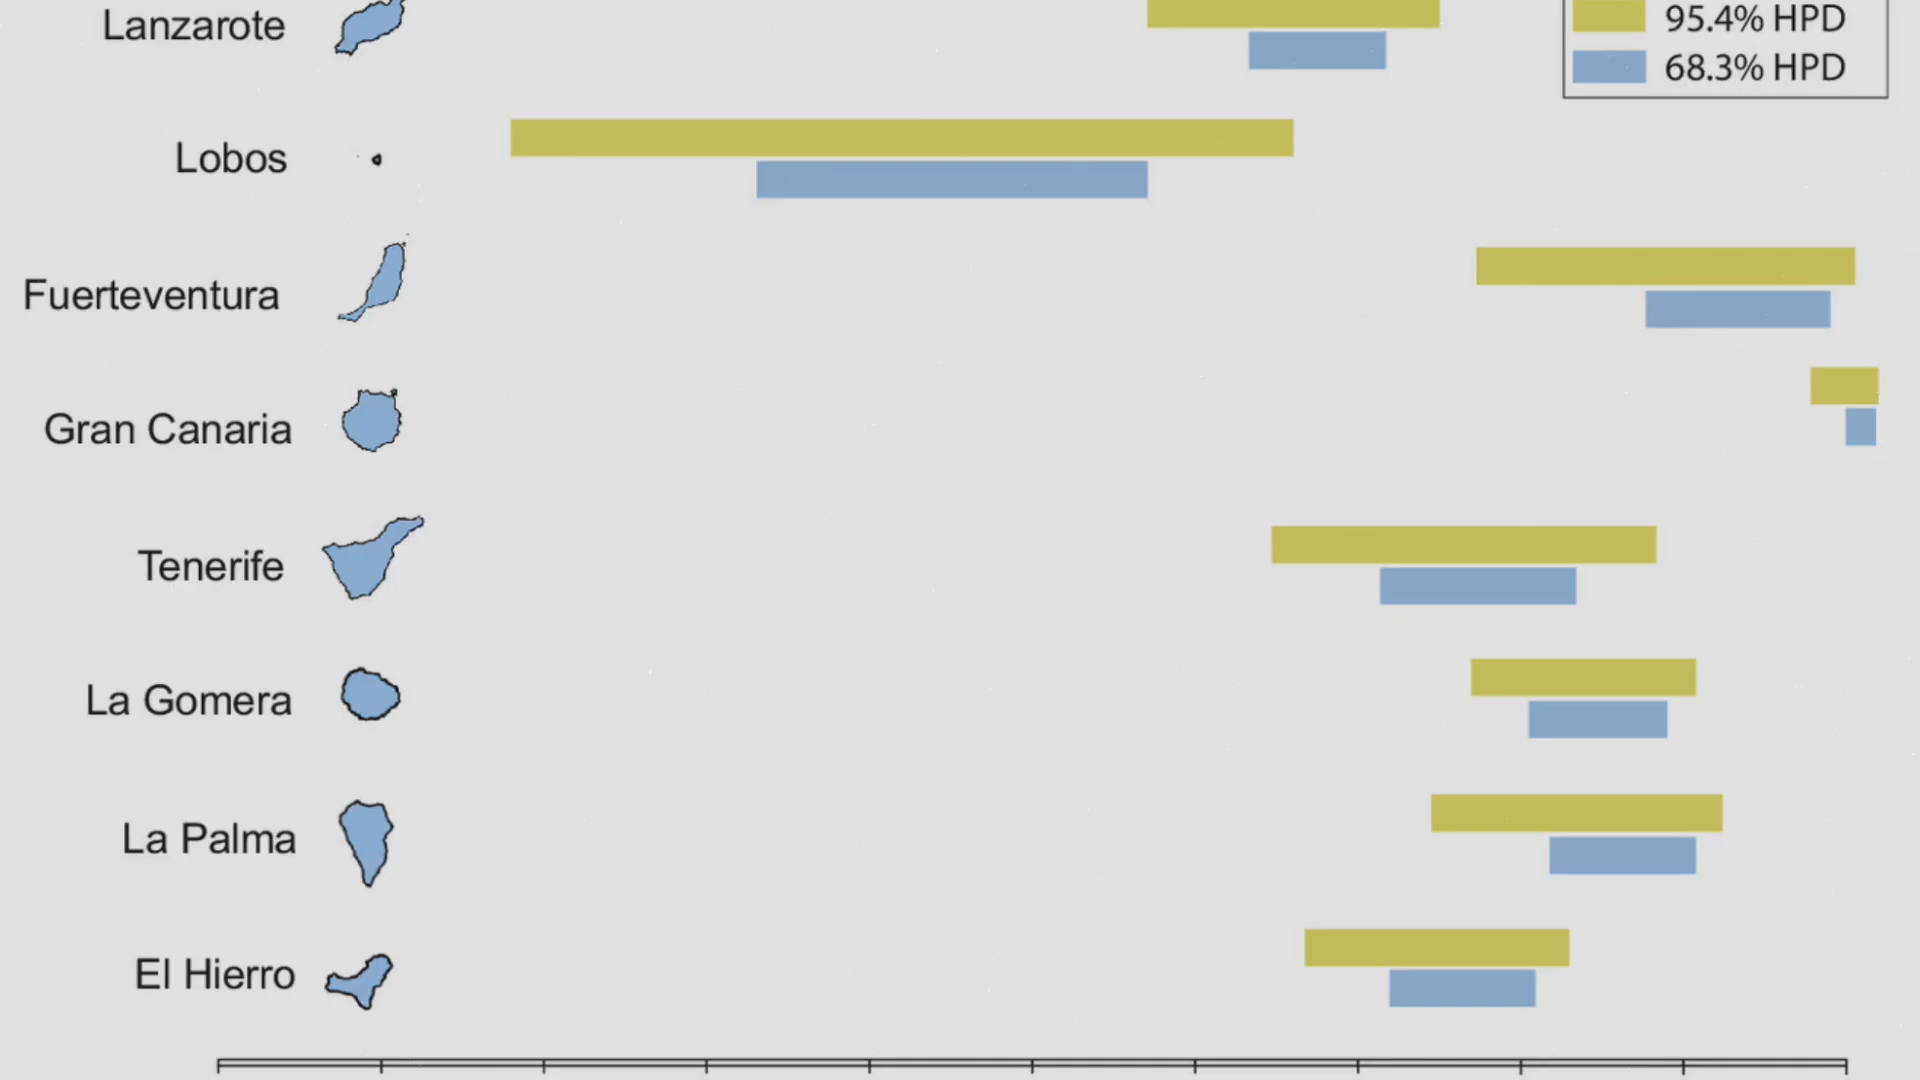 Lanzarote
95.4% HPD
68.3% HPD
Lobos
Fuerteventura
Gran Canaria
Tenerife
La Gomera
La Palma
El Hierro